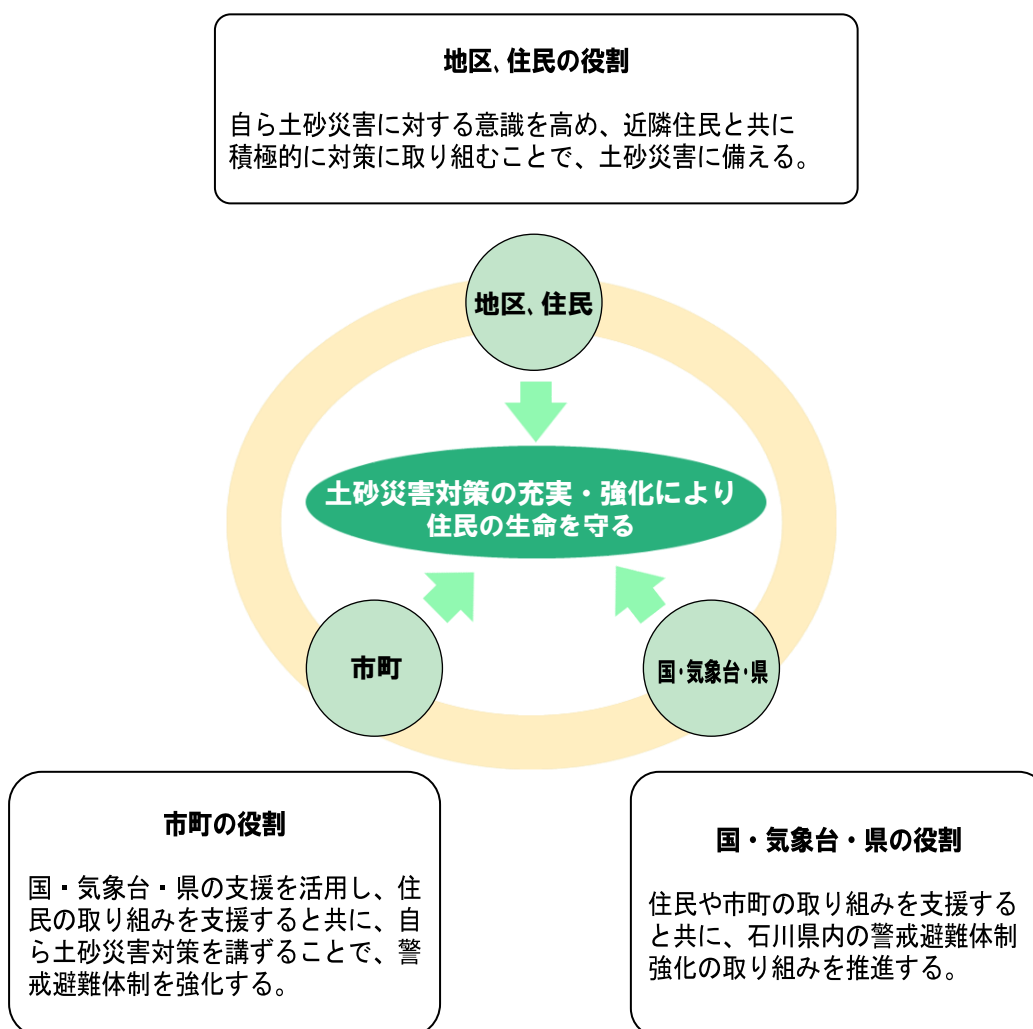 地区、住民の役割
自ら土砂災害に対する意識を高め、近隣住民と共に
積極的に対策に取り組むことで、土砂災害に備える。
地区、住民
土砂災害対策の充実・強化により
住民の生命を守る
市町
国・気象台・県
市町の役割
国・気象台・県の支援を活用し、住
民の取り組みを支援すると共に、自
ら土砂災害対策を講ずることで、警
戒避難体制を強化する。
国・気象台・県の役割
住民や市町の取り組みを支援する
と共に、石川県内の警戒避難体制
強化の取り組みを推進する。